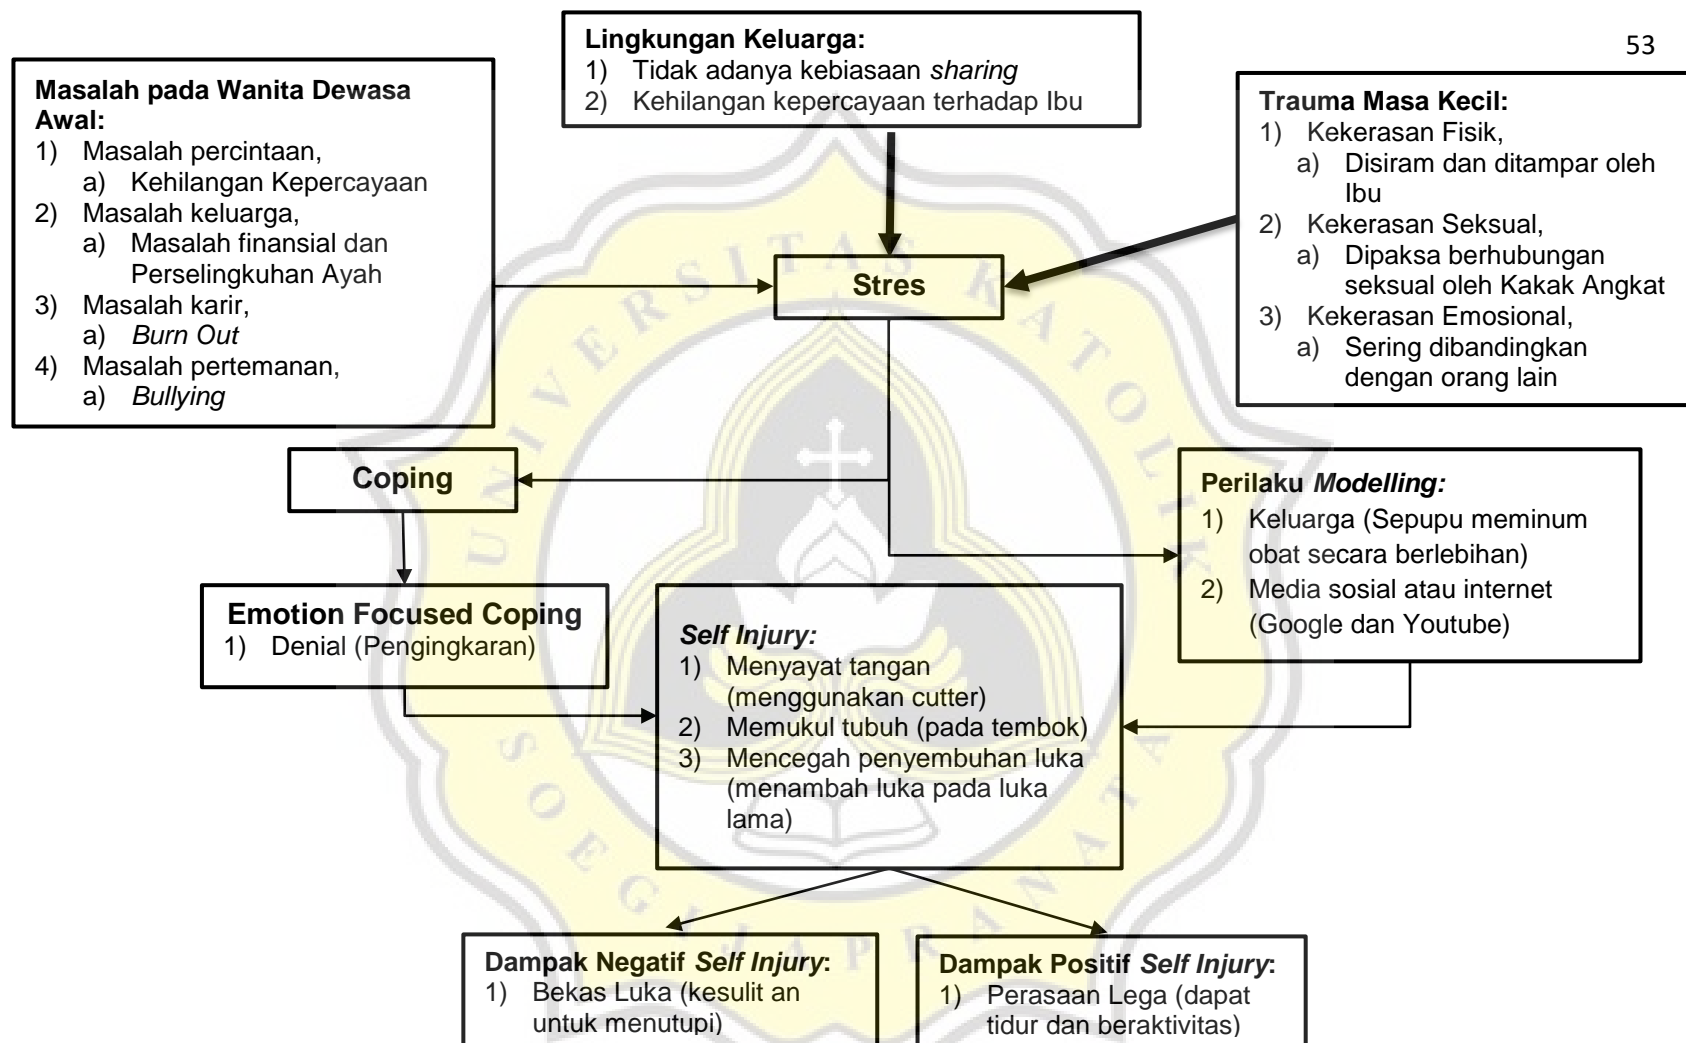 53
Lingkungan Keluarga:
1) Tidak adanya kebiasaan sharing
2) Kehilangan kepercayaan terhadap Ibu
Masalah pada Wanita Dewasa
Awal:
1) Masalah percintaan,
a) Kehilangan Kepercayaan
2) Masalah keluarga,
a) Masalah finansial dan
Perselingkuhan Ayah
3) Masalah karir,
a) Burn Out
4) Masalah pertemanan,
a) Bullying
Trauma Masa Kecil:
1) Kekerasan Fisik,
a) Disiram dan ditampar oleh
Ibu
2) Kekerasan Seksual,
a) Dipaksa berhubungan
seksual oleh Kakak Angkat
3) Kekerasan Emosional,
a) Sering dibandingkan
dengan orang lain
Stres
Coping
Perilaku Modelling:
1) Keluarga (Sepupu meminum
obat secara berlebihan)
2) Media sosial atau internet
(Google dan Youtube)
Emotion Focused Coping
1) Denial (Pengingkaran)
Self Injury:
1) Menyayat tangan
(menggunakan cutter)
2) Memukul tubuh (pada tembok)
3) Mencegah penyembuhan luka
(menambah luka pada luka
lama)
Dampak Negatif Self Injury:
1) Bekas Luka (kesulit an
untuk menutupi)
Dampak Positif Self Injury:
1) Perasaan Lega (dapat
tidur dan beraktivitas)
UNIVERSITAS KATOLIK
SOEGIJAPRANATA